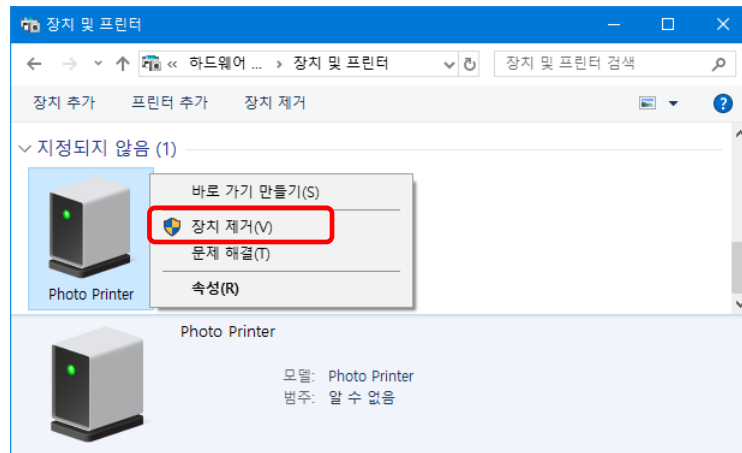 장치 및 프린터
« 하드웨어 ... › 장치 및 프린터
장치 및 프린터 검색
장치 추가 프린터 추가 장치 제거
지정되지 않음 (1)
바로 가기 만들기(S)
장치 제거(V)
문제 해결(T)
속성(R)
Photo Printer
Photo Printer
모델: Photo Printer
범주: 알 수 없음